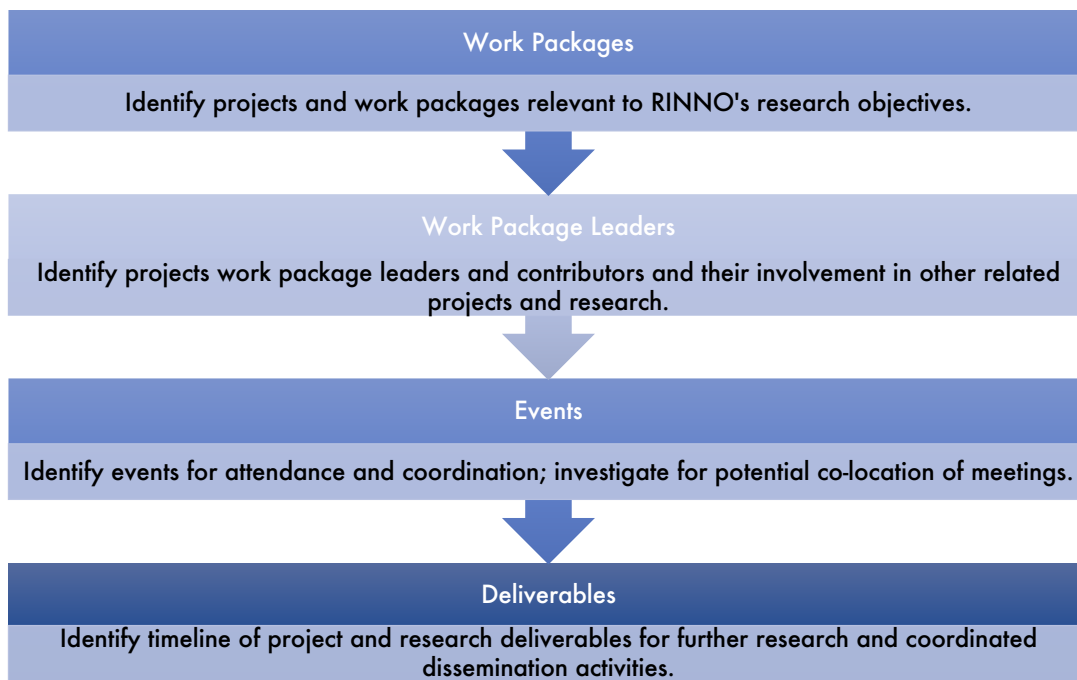 Work Packages
Identify projects and work packages relevant to RINNO's research objectives.
Work Package Leaders
Identify projects work package leaders and contributors and their involvement in other related
projects and research.
Events
Identify events for attendance and coordination; investigate for potential co-location of meetings.
Deliverables
Identify timeline of project and research deliverables for further research and coordinated
dissemination activities.